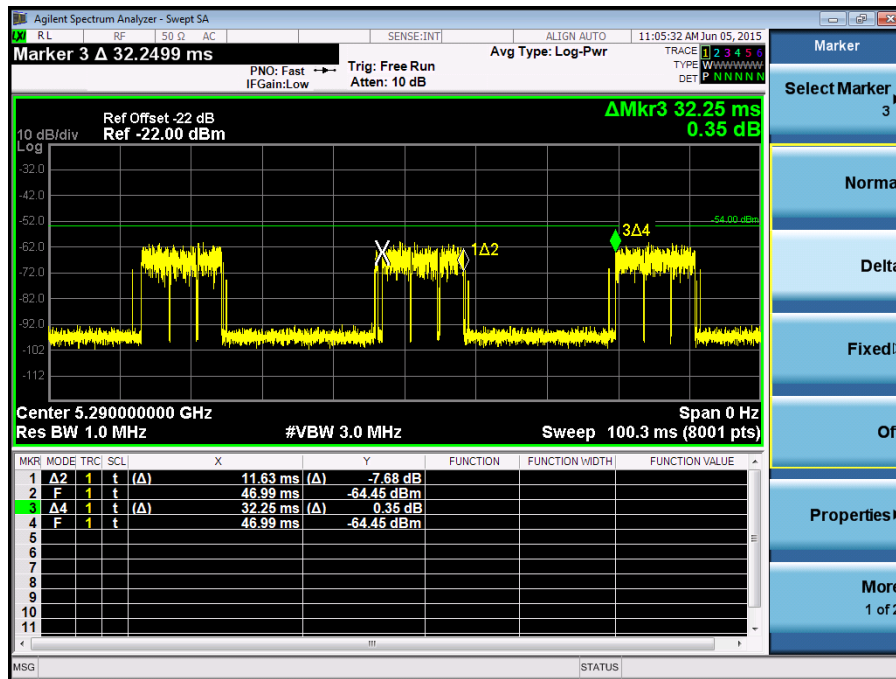 Agilent Spectrum Analyzer - Swept SA
LXI RL RF 50 Ω AC SENSE:INT ALIGN AUTO 11:05:32 AM Jun 05, 2015
Marker 3 Δ 32.2499 ms
PNO: Fast
IFGain:Low
Trig: Free Run
Atten: 10 dB
Avg Type: Log-Pwr
TRACE 1 2 3 4 5 6
TYPE WWWWWW
DET P N N N N N
Ref Offset -22 dB
10 dB/div Ref -22.00 dBm
Log
ΔMkr3 32.25 ms
0.35 dB
-32.0
-42.0
-52.0
-54.00 dBm
-62.0
-72.0
-82.0
-92.0
-102
-112
X
1Δ2
3Δ4
Center 5.290000000 GHz Span 0 Hz
Res BW 1.0 MHz #VBW 3.0 MHz Sweep 100.3 ms (8001 pts)
MKR MODE TRC SCL X Y FUNCTION FUNCTION WIDTH FUNCTION VALUE
1 Δ2 1 t (Δ) 11.63 ms (Δ) -7.68 dB
2 F 1 t 46.99 ms -64.45 dBm
3 Δ4 1 t (Δ) 32.25 ms (Δ) 0.35 dB
4 F 1 t 46.99 ms -64.45 dBm
5
6
7
8
9
10
11
MSG STATUS
Marker
Select Marker
3
Norma
Delta
Fixed
Of
Properties
More
1 of 2